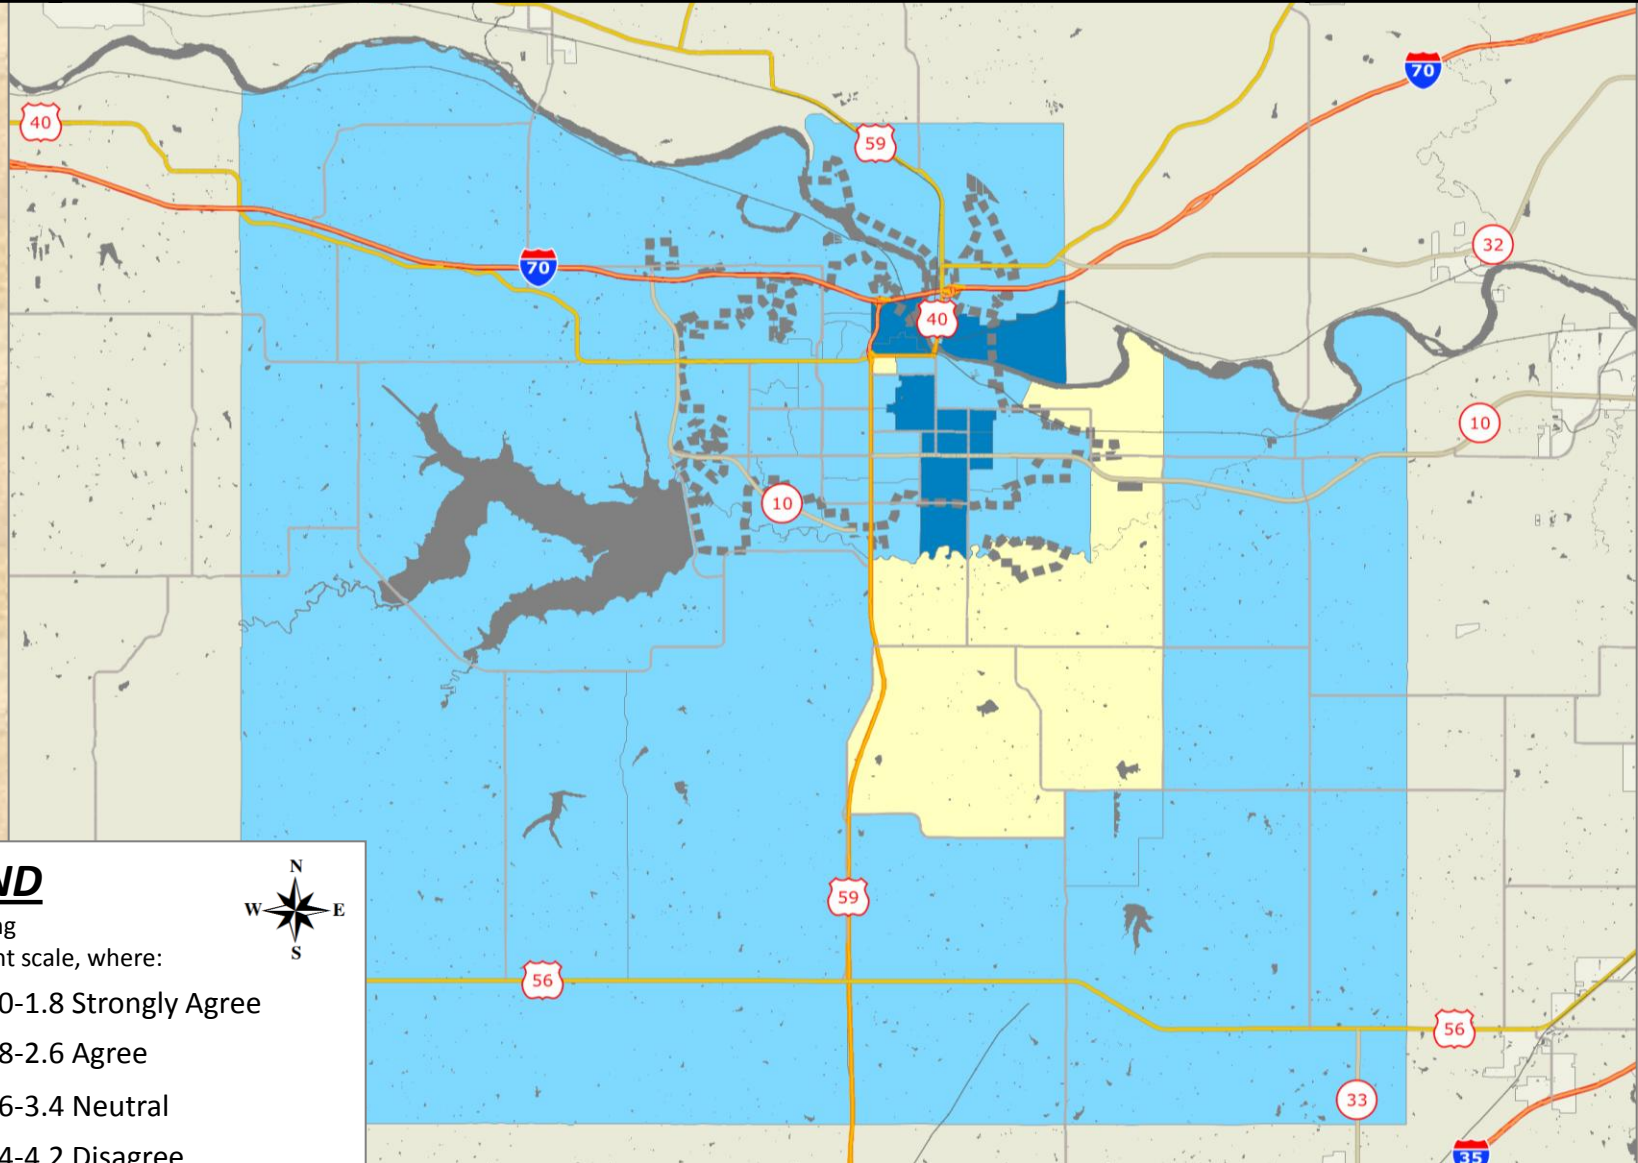 70
40
59
32
70
40
10
10
59
56
56
33
35
N
W E
S
ND
g
nt scale, where:
0-1.8 Strongly Agree
8-2.6 Agree
6-3.4 Neutral
4-4.2 Disagree